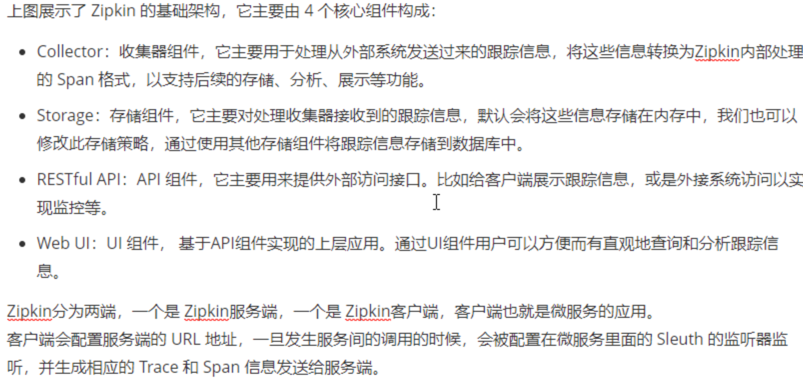 上图展示了 Zipkin 的基础架构，它主要由 4 个核心组件构成：
Collector：收集器组件，它主要用于处理从外部系统发送过来的跟踪信息，将这些信息转换为Zipkin内部处理
的 Span 格式，以支持后续的存储、分析、展示等功能。
Storage：存储组件，它主要对处理收集器接收到的跟踪信息，默认会将这些信息存储在内存中，我们也可以
修改此存储策略，通过使用其他存储组件将跟踪信息存储到数据库中。
RESTful API：API 组件，它主要用来提供外部访问接口。比如给客户端展示跟踪信息，或是外接系统访问以实
现监控等。
Web UI：UI 组件， 基于API组件实现的上层应用。通过UI组件用户可以方便而有直观地查询和分析跟踪信
息。
Zipkin分为两端，一个是 Zipkin服务端，一个是 Zipkin客户端，客户端也就是微服务的应用。
客户端会配置服务端的 URL 地址，一旦发生服务间的调用的时候，会被配置在微服务里面的 Sleuth 的监听器监
听，并生成相应的 Trace 和 Span 信息发送给服务端。